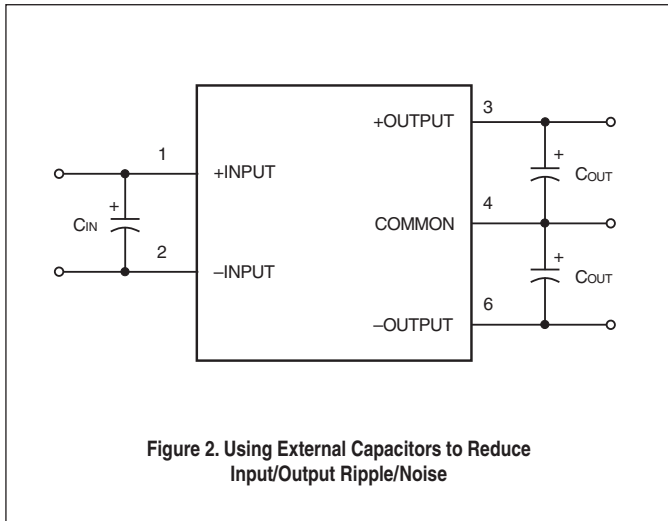 1
+INPUT
+
CIN
2
–INPUT
+OUTPUT
3
+
COUT
COMMON
4
+
COUT
–OUTPUT
6
Figure 2. Using External Capacitors to Reduce
Input/Output Ripple/Noise